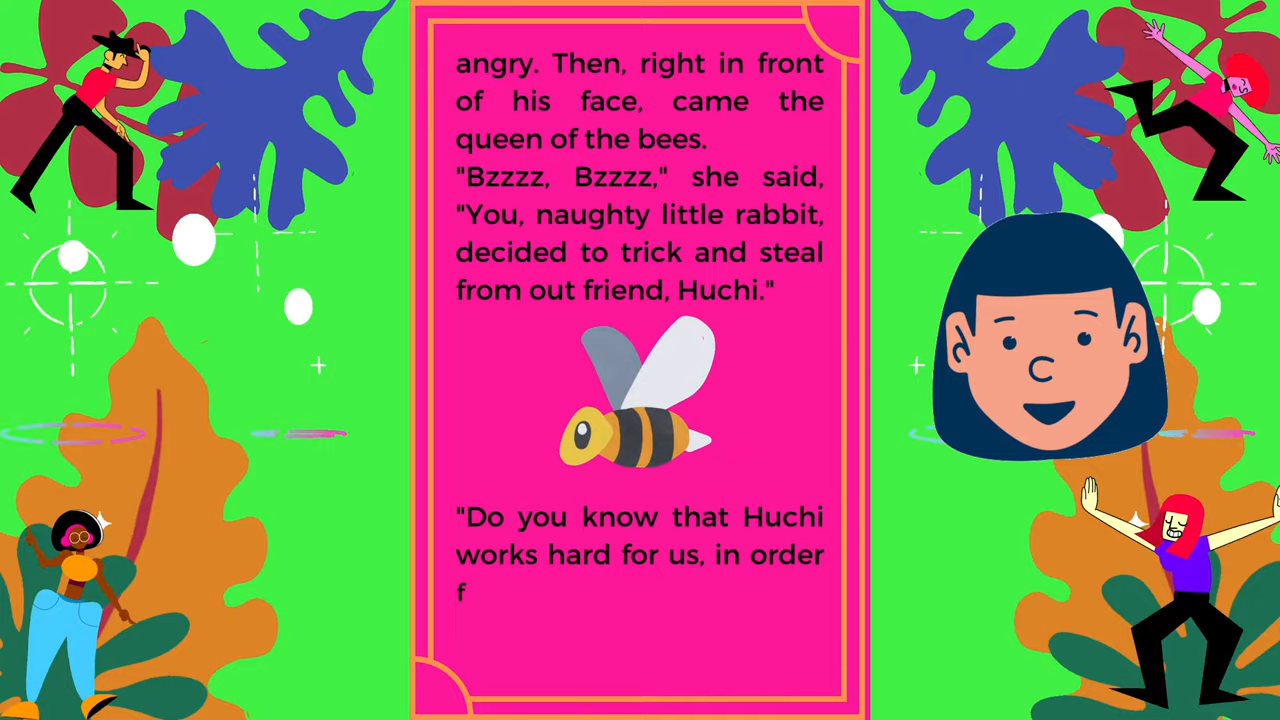 angry. Then, right in front
of his face, came the
queen of the bees.
"Bzzzz, Bzzzz," she said,
"You, naughty little rabbit,
decided to trick and steal
from out friend, Huchi."
"Do you know that Huchi
works hard for us, in order
f